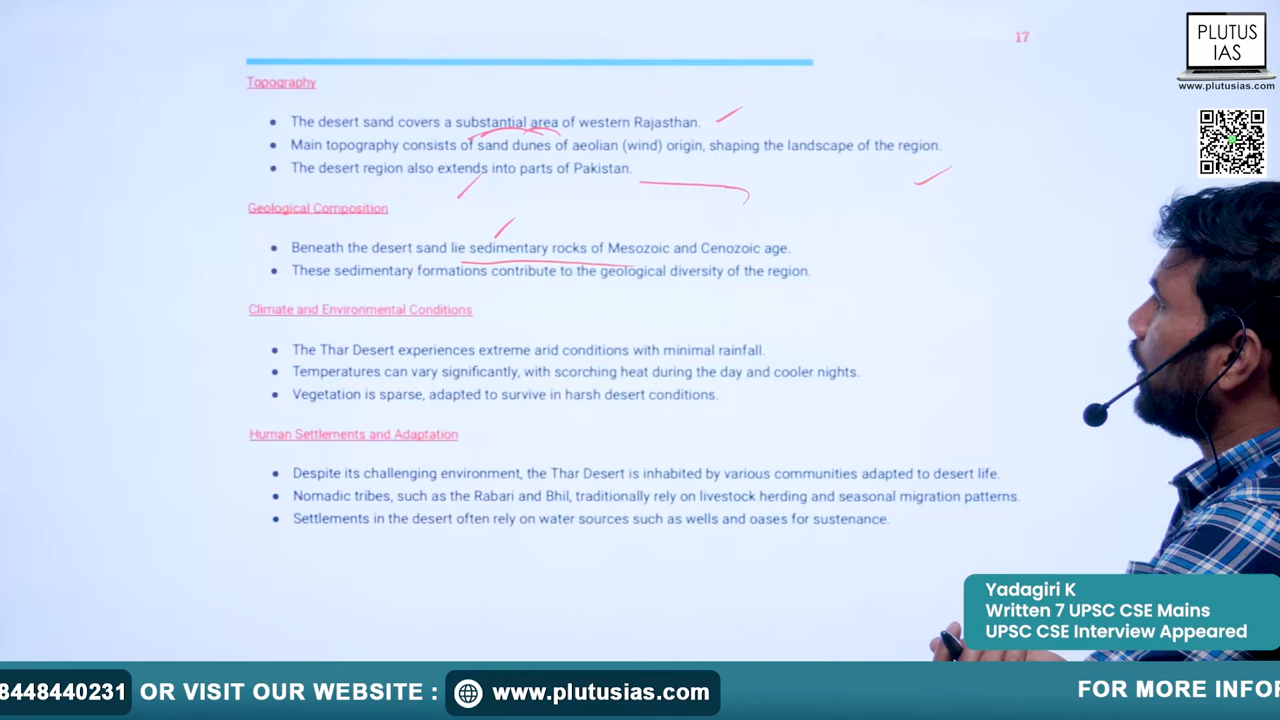 17
PLUTUS
IAS
www.plutusias.com
Topography
The desert sand covers a substantial area of western Rajasthan.
Main topography consists of sand dunes of aeolian (wind) origin, shaping the landscape of the region.
The desert region also extends into parts of Pakistan.
Geological Composition
Beneath the desert sand lie sedimentary rocks of Mesozoic and Cenozoic age.
These sedimentary formations contribute to the geological diversity of the region.
Climate and Environmental Conditions
The Thar Desert experiences extreme arid conditions with minimal rainfall.
Temperatures can vary significantly, with scorching heat during the day and cooler nights.
Vegetation is sparse, adapted to survive in harsh desert conditions.
Human Settlements and Adaptation
Despite its challenging environment, the Thar Desert is inhabited by various communities adapted to desert life.
Nomadic tribes, such as the Rabari and Bhil, traditionally rely on livestock herding and seasonal migration patterns.
Settlements in the desert often rely on water sources such as wells and oases for sustenance.
Yadagiri K
Written 7 UPSC CSE Mains
UPSC CSE Interview Appeared
8448440231 OR VISIT OUR WEBSITE : www.plutusias.com FOR MORE INFOR